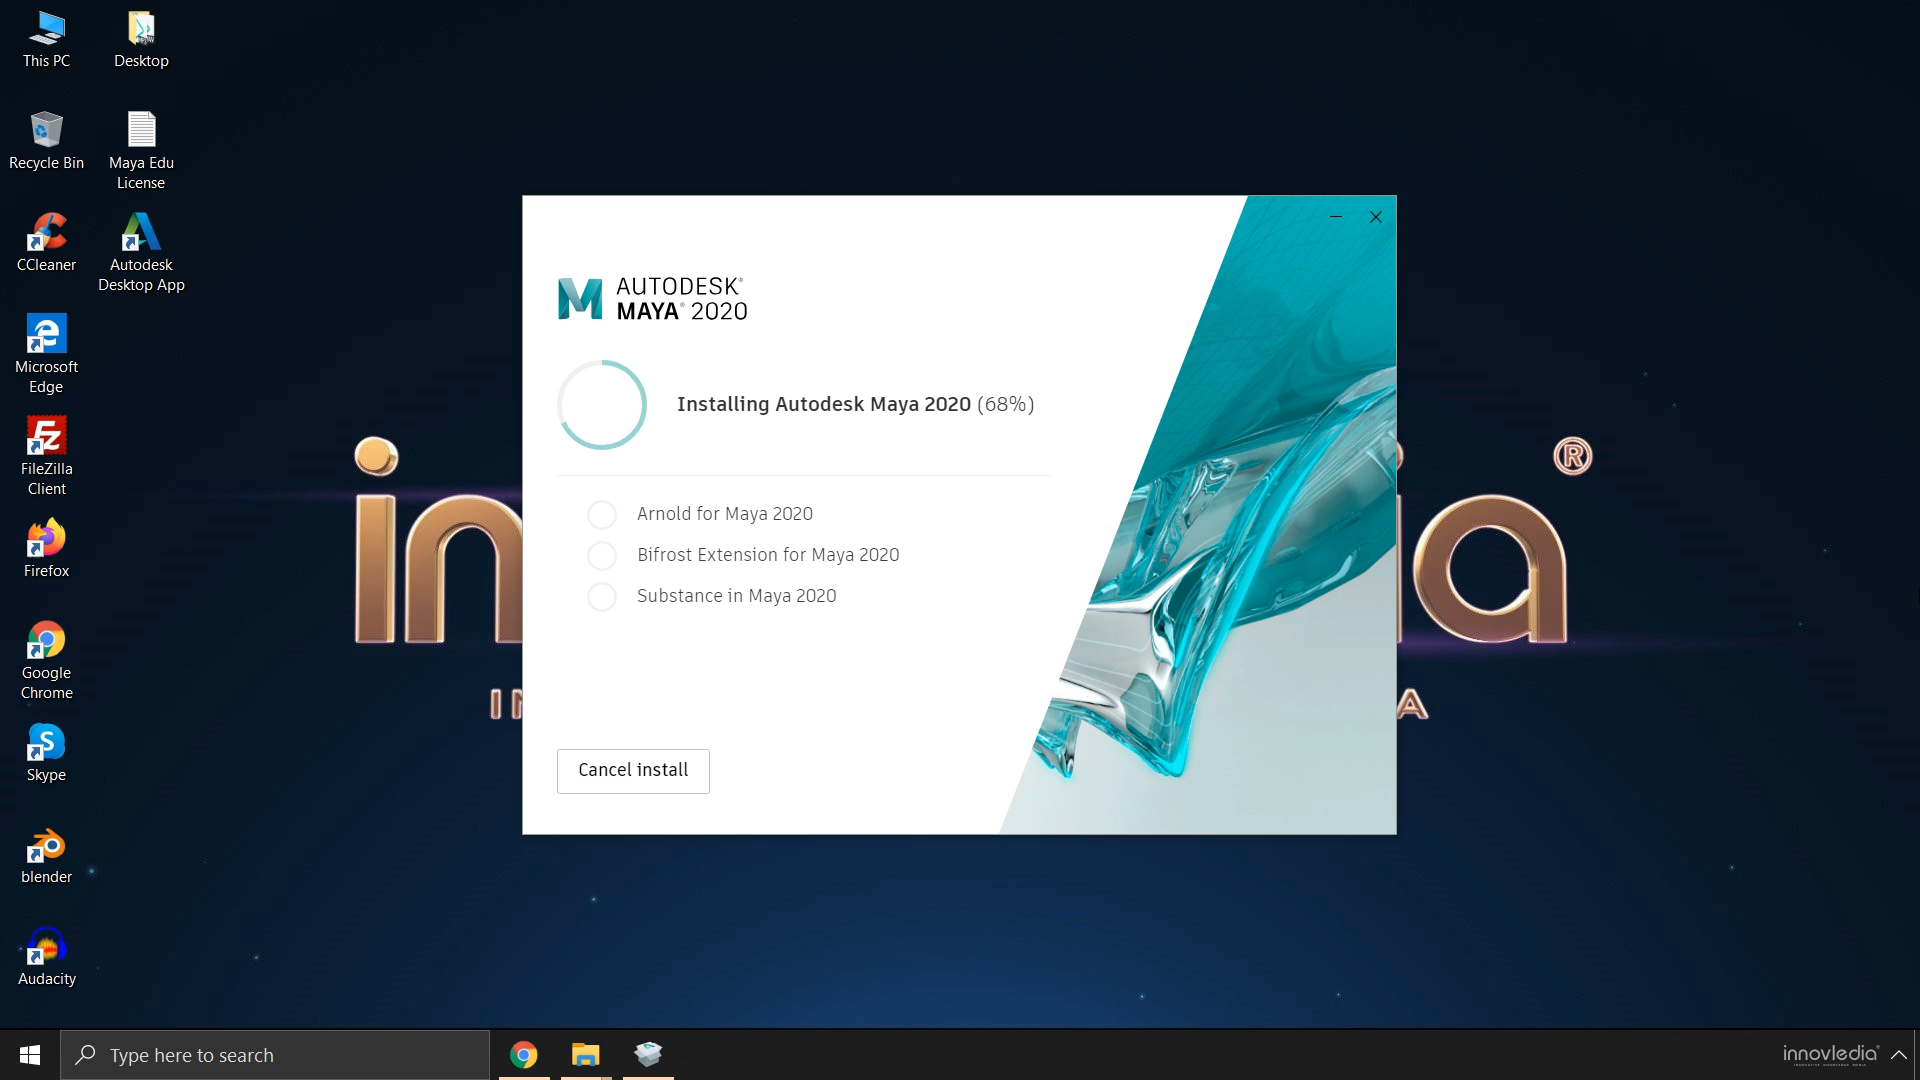 This PC
Desktop
Recycle Bin
Maya Edu
License
CCleaner
Autodesk
Desktop App
Microsoft
Edge
FileZilla
Client
Firefox
Google
Chrome
Skype
blender
Audacity
AUTODESK®
MAYA® 2020
Installing Autodesk Maya 2020 (68%)
Arnold for Maya 2020
Bifrost Extension for Maya 2020
Substance in Maya 2020
Cancel install
in
a ®
A
Type here to search
innovledia®